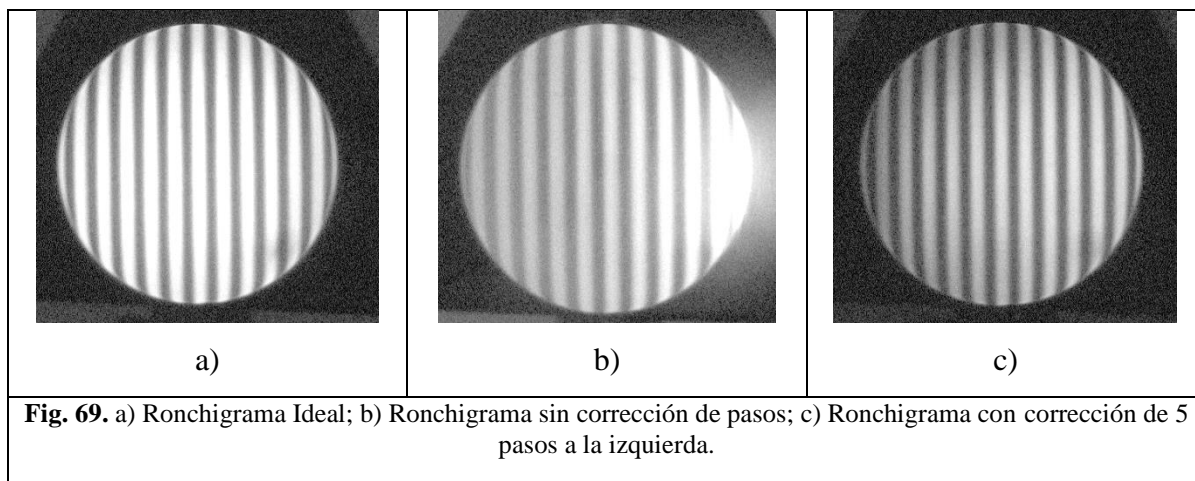 a)
b)
c)
Fig. 69. a) Ronchigrama Ideal; b) Ronchigrama sin corrección de pasos; c) Ronchigrama con corrección de 5
pasos a la izquierda.